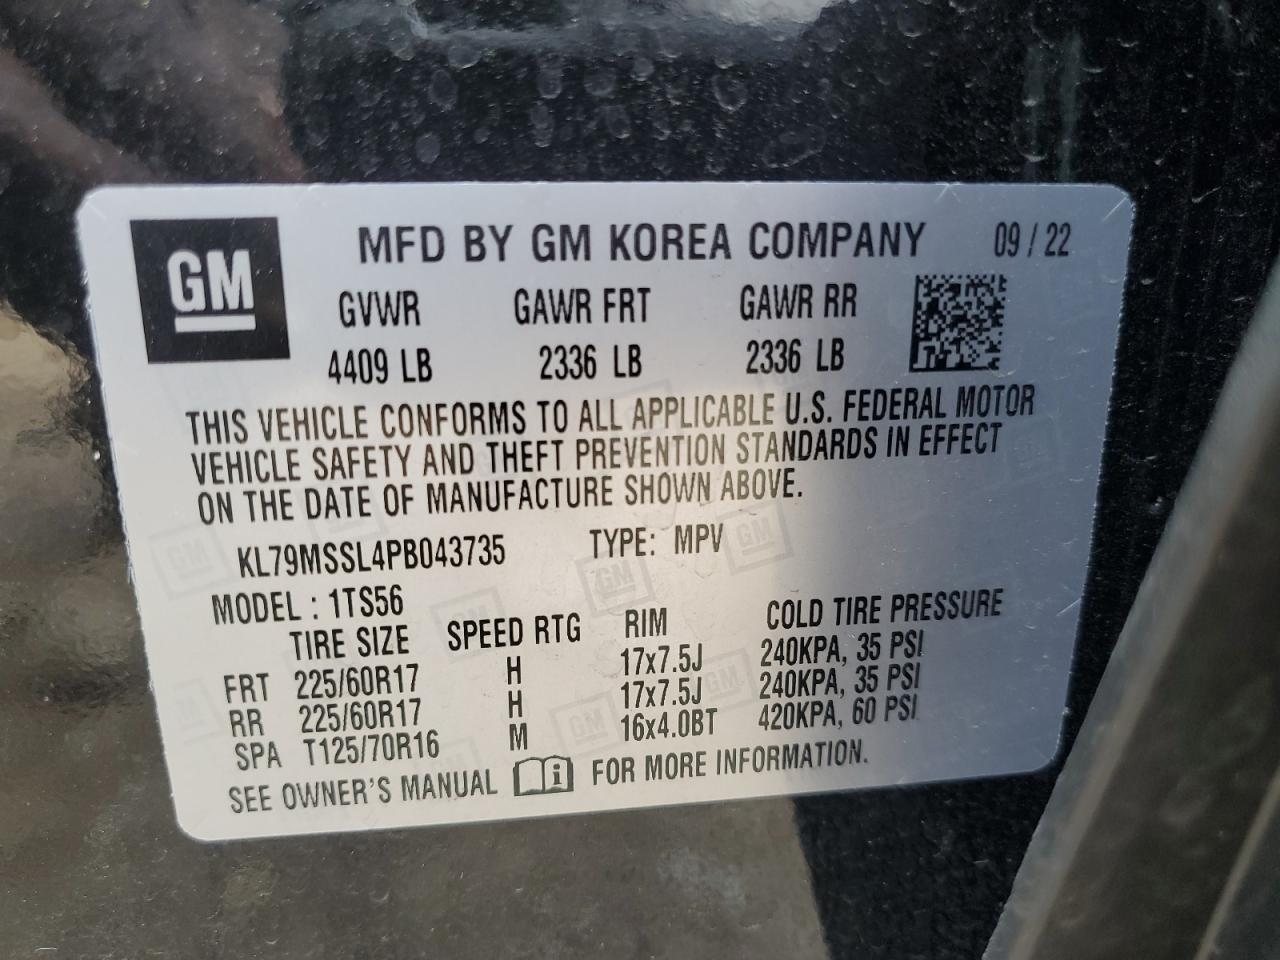 GM
MFD BY GM KOREA COMPANY 09 / 22
GVWR GAWR FRT GAWR RR
4409 LB 2336 LB 2336 LB
THIS VEHICLE CONFORMS TO ALL APPLICABLE U.S. FEDERAL MOTOR
VEHICLE SAFETY AND THEFT PREVENTION STANDARDS IN EFFECT
ON THE DATE OF MANUFACTURE SHOWN ABOVE.
KL79MSSL4PB043735 TYPE: MPV
MODEL : 1TS56
TIRE SIZE SPEED RTG RIM COLD TIRE PRESSURE
FRT 225/60R17 H 17x7.5J 240KPA, 35 PSI
RR 225/60R17 H 17x7.5J 240KPA, 35 PSI
SPA T125/70R16 M 16x4.0BT 420KPA, 60 PSI
SEE OWNER'S MANUAL i FOR MORE INFORMATION.